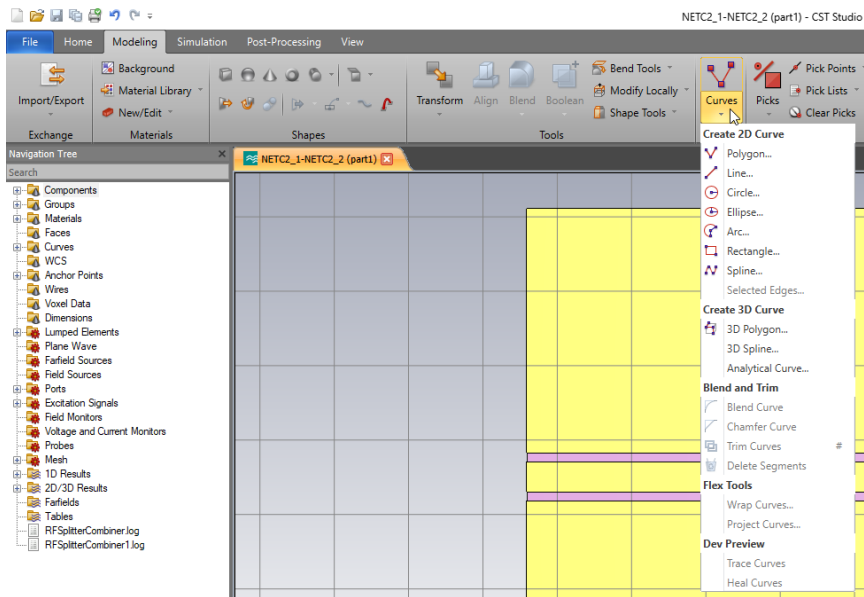 NETC2_1-NETC2_2 (part1) - CST Studio
File Home Modeling Simulation Post-Processing View
Import/Export
Exchange
Background
Material Library
New/Edit
Materials
Shapes
Transform Align Blend Boolean
Bend Tools
Modify Locally
Shape Tools
Tools
Curves
Picks
Pick Points
Pick Lists
Clear Picks
Navigation Tree
Search
Components
Groups
Materials
Faces
Curves
WCS
Anchor Points
Wires
Voxel Data
Dimensions
Lumped Elements
Plane Wave
Farfield Sources
Field Sources
Ports
Excitation Signals
Field Monitors
Voltage and Current Monitors
Probes
Mesh
1D Results
2D/3D Results
Farfields
Tables
RFSplitterCombiner.log
RFSplitterCombiner1.log
NETC2_1-NETC2_2 (part1)
Create 2D Curve
Polygon...
Line...
Circle...
Ellipse...
Arc...
Rectangle...
Spline...
Selected Edges...
Create 3D Curve
3D Polygon...
3D Spline...
Analytical Curve...
Blend and Trim
Blend Curve
Chamfer Curve
Trim Curves #
Delete Segments
Flex Tools
Wrap Curves...
Project Curves...
Dev Preview
Trace Curves
Heal Curves